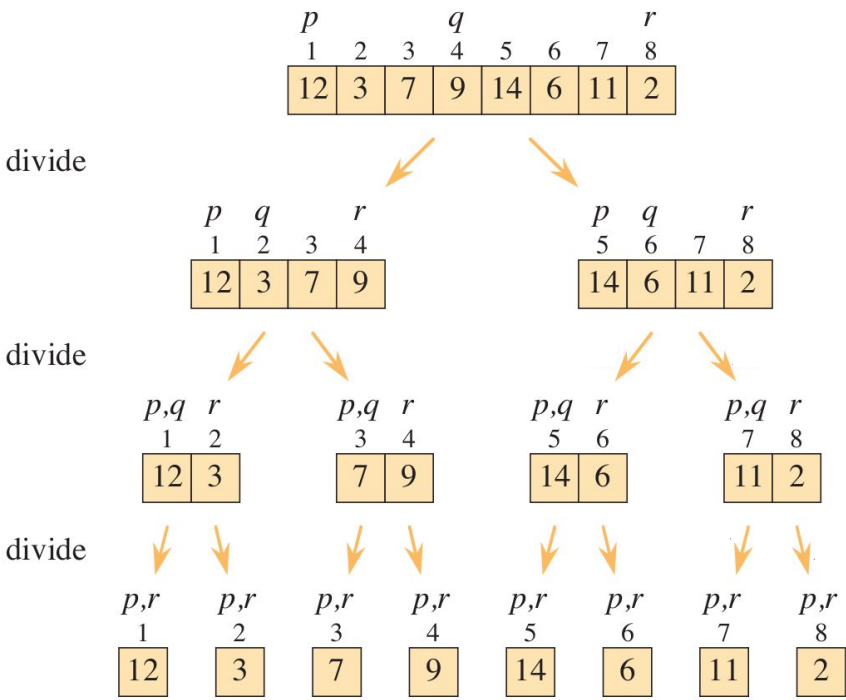 p q r
1 2 3 4 5 6 7 8
12 3 7 9 14 6 11 2
divide
p q r p q r
1 2 3 4 5 6 7 8
12 3 7 9 14 6 11 2
divide
p,q r p,q r p,q r p,q r
1 2 3 4 5 6 7 8
12 3 7 9 14 6 11 2
divide
p,r p,r p,r p,r p,r p,r p,r p,r
1 2 3 4 5 6 7 8
12 3 7 9 14 6 11 2